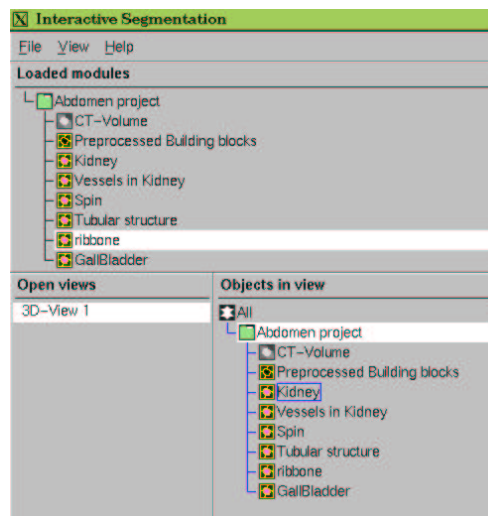 X Interactive Segmentation
File View Help
Loaded modules
Abdomen project
CT-Volume
Preprocessed Building blocks
Kidney
Vessels in Kidney
Spin
Tubular structure
ribbone
GallBladder
Open views
3D-View 1
Objects in view
All
Abdomen project
CT-Volume
Preprocessed Building blocks
Kidney
Vessels in Kidney
Spin
Tubular structure
ribbone
GallBladder